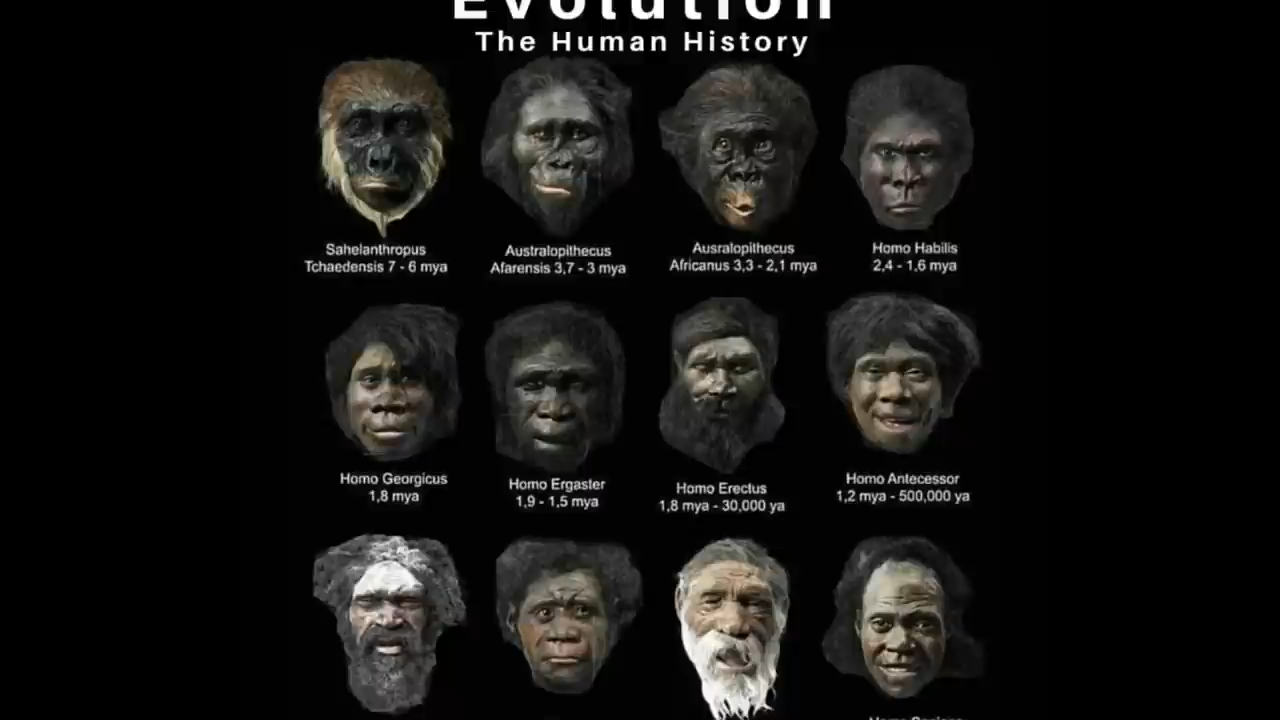 Evolution
The Human History
Sahelanthropus
Tchaedensis 7 - 6 mya
Australopithecus
Afarensis 3,7 - 3 mya
Ausralopithecus
Africanus 3,3 - 2,1 mya
Homo Habilis
2,4 - 1,6 mya
Homo Georgicus
1,8 mya
Homo Ergaster
1,9 - 1,5 mya
Homo Erectus
1,8 mya - 30,000 ya
Homo Antecessor
1,2 mya - 500,000 ya